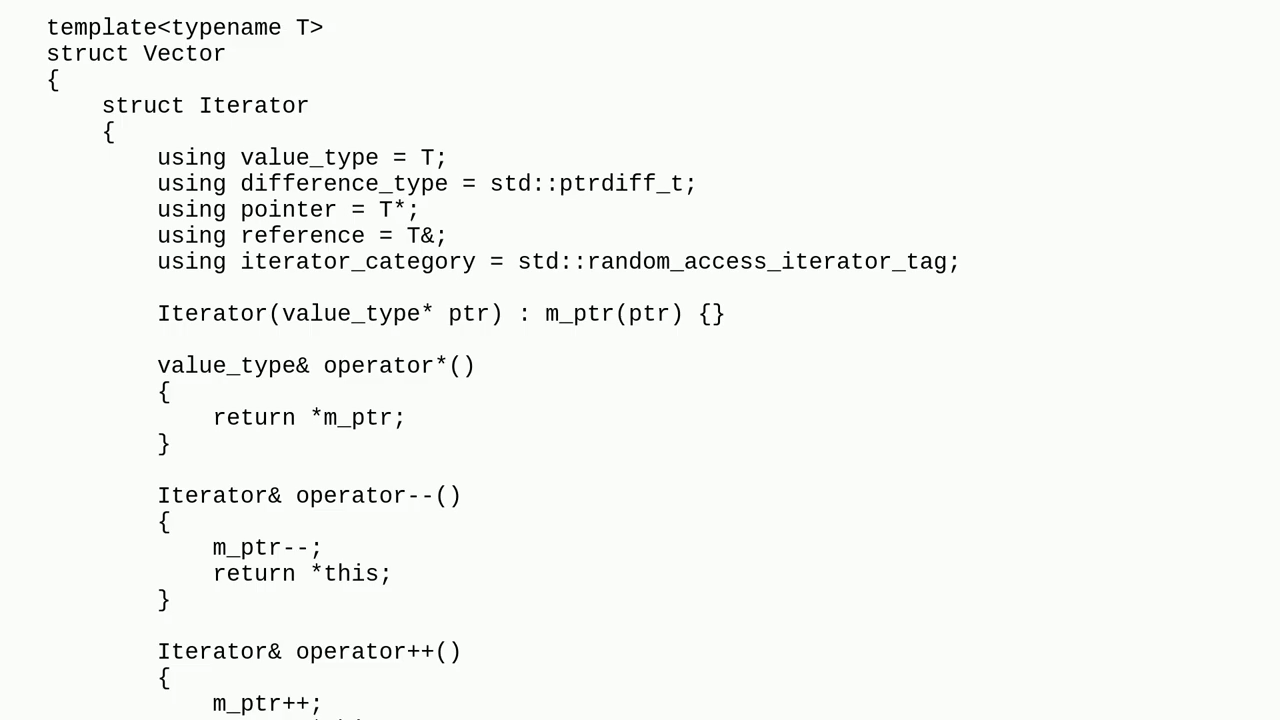 template<typename T>
struct Vector
{
    struct Iterator
    {
        using value_type = T;
        using difference_type = std::ptrdiff_t;
        using pointer = T*;
        using reference = T&;
        using iterator_category = std::random_access_iterator_tag;

        Iterator(value_type* ptr) : m_ptr(ptr) {}

        value_type& operator*()
        {
            return *m_ptr;
        }

        Iterator& operator--()
        {
            m_ptr--;
            return *this;
        }

        Iterator& operator++()
        {
            m_ptr++;